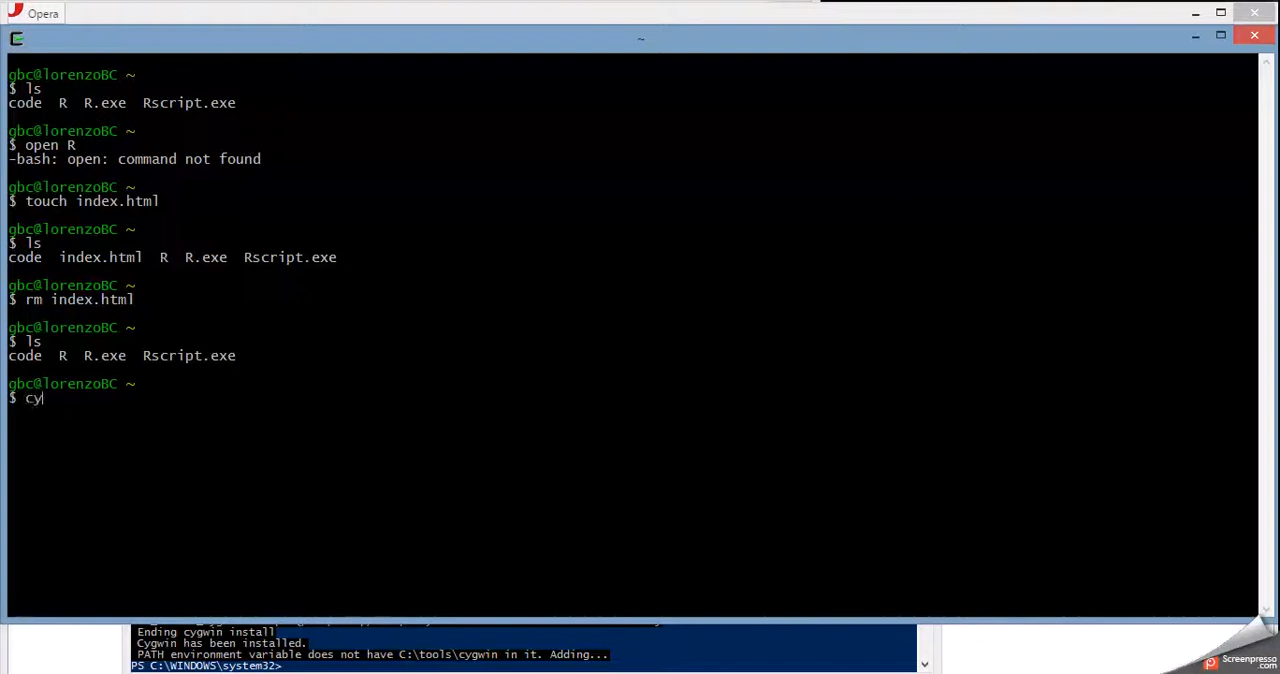 Opera
~
gbc@lorenzoBC ~
$ ls
code  R  R.exe  Rscript.exe
gbc@lorenzoBC ~
$ open R
-bash: open: command not found
gbc@lorenzoBC ~
$ touch index.html
gbc@lorenzoBC ~
$ ls
code  index.html  R  R.exe  Rscript.exe
gbc@lorenzoBC ~
$ rm index.html
gbc@lorenzoBC ~
$ ls
code  R  R.exe  Rscript.exe
gbc@lorenzoBC ~
$ cy
Ending cygwin install
Cygwin has been installed.
PATH environment variable does not have C:\tools\cygwin in it. Adding...
PS C:\WINDOWS\system32>
Screenpresso
.com